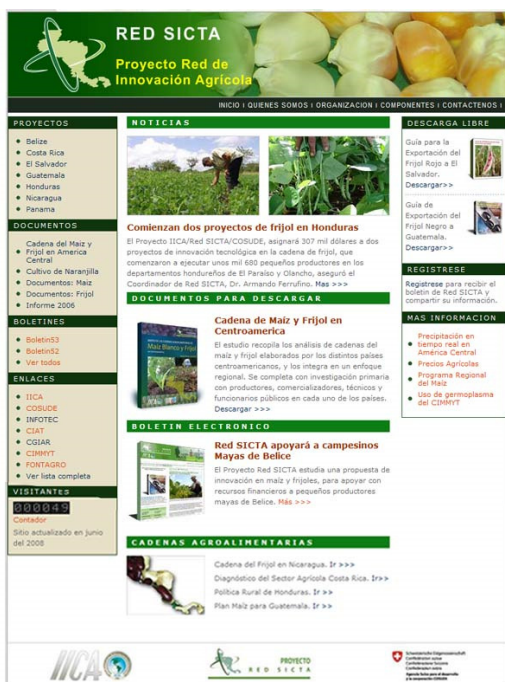 RED SICTA
Proyecto Red de
Innovación Agrícola
INICIO I QUIENES SOMOS I ORGANIZACION I COMPONENTES I CONTACTENOS I
PROYECTOS
Belize
Costa Rica
El Salvador
Guatemala
Honduras
Nicaragua
Panama
DOCUMENTOS
Cadena del Maiz y
Frijol en America
Central
Cultivo de Naranjilla
Documentos: Maiz
Documentos: Frijol
Informe 2006
BOLETINES
Boletin53
Boletin52
Ver todos
ENLACES
IICA
COSUDE
INFOTEC
CIAT
CGIAR
CIMMYT
FONTAGRO
Ver lista completa
VISITANTES
000049
Contador
Sitio actualizado en junio
del 2008
NOTICIAS
Comienzan dos proyectos de frijol en Honduras
El Proyecto IICA/Red SICTA/COSUDE, asignará 307 mil dólares a dos
proyectos de innovación tecnológica en la cadena de frijol, que
comenzaron a ejecutar unos mil 680 pequeños productores en los
departamentos hondureños de El Paraíso y Olancho, aseguró el
Coordinador de Red SICTA, Dr. Armando Ferrufino. Mas >>>
DOCUMENTOS PARA DESCARGAR
Cadena de Maíz y Frijol en
Centroamerica
El estudio recopila los análisis de cadenas del
maíz y frijol elaborados por los distintos países
centroamericanos, y los integra en un enfoque
regional. Se completa con investigación primaria
con productores, comercializadores, técnicos y
funcionarios públicos en cada uno de los países.
Descargar >>>
BOLETIN ELECTRONICO
Red SICTA apoyará a campesinos
Mayas de Belice
El Proyecto Red SICTA estudia una propuesta de
innovación en maíz y frijoles, para apoyar con
recursos financieros a pequeños productores
mayas de Belice. Más >>>
CADENAS AGROALIMENTARIAS
Cadena del Frijol en Nicaragua. Ir >>>
Diagnóstico del Sector Agrícola Costa Rica. Ir>>
Política Rural de Honduras. Ir >>
Plan Maíz para Guatemala. Ir >>
DESCARGA LIBRE
Guía para la
Exportación del
Frijol Rojo a El
Salvador.
Descargar>>
Guía de
Exportación del
Frijol Negro a
Guatemala.
Descargar>>
REGISTRESE
Registrese para recibir el
boletin de Red SICTA y
compartir su información.
MAS INFORMACION
Precipitación en
tiempo real en
América Central
Precios Agrícolas
Programa Regional
del Maíz
Uso de germoplasma
del CIMMYT
IICA
PROYECTO
RED SICTA